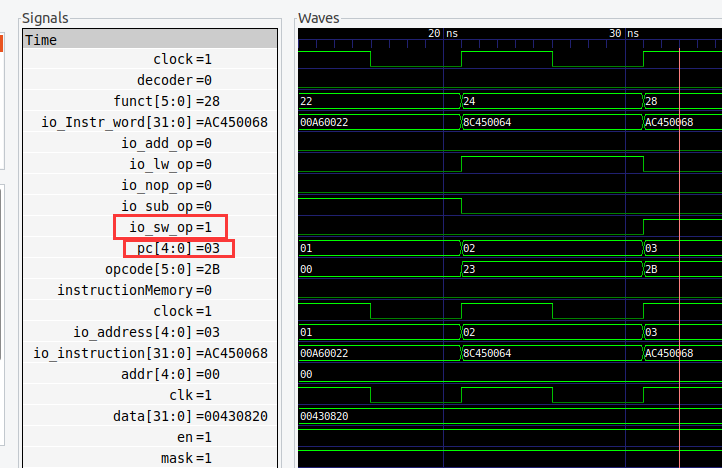 Signals
Waves
Time
20 ns
30 ns
clock =1
decoder =0
funct[5:0] =28
22
24
28
io_Instr_word[31:0] =AC450068
00A60022
8C450064
AC450068
io_add_op =0
io_lw_op =0
io_nop_op =0
io_sub_op =0
io_sw_op =1
pc[4:0] =03
01
02
03
opcode[5:0] =2B
00
23
2B
instructionMemory =0
clock =1
io_address[4:0] =03
01
02
03
io_instruction[31:0] =AC450068
00A60022
8C450064
AC450068
addr[4:0] =00
00
clk =1
data[31:0] =00430820
00430820
en =1
mask =1